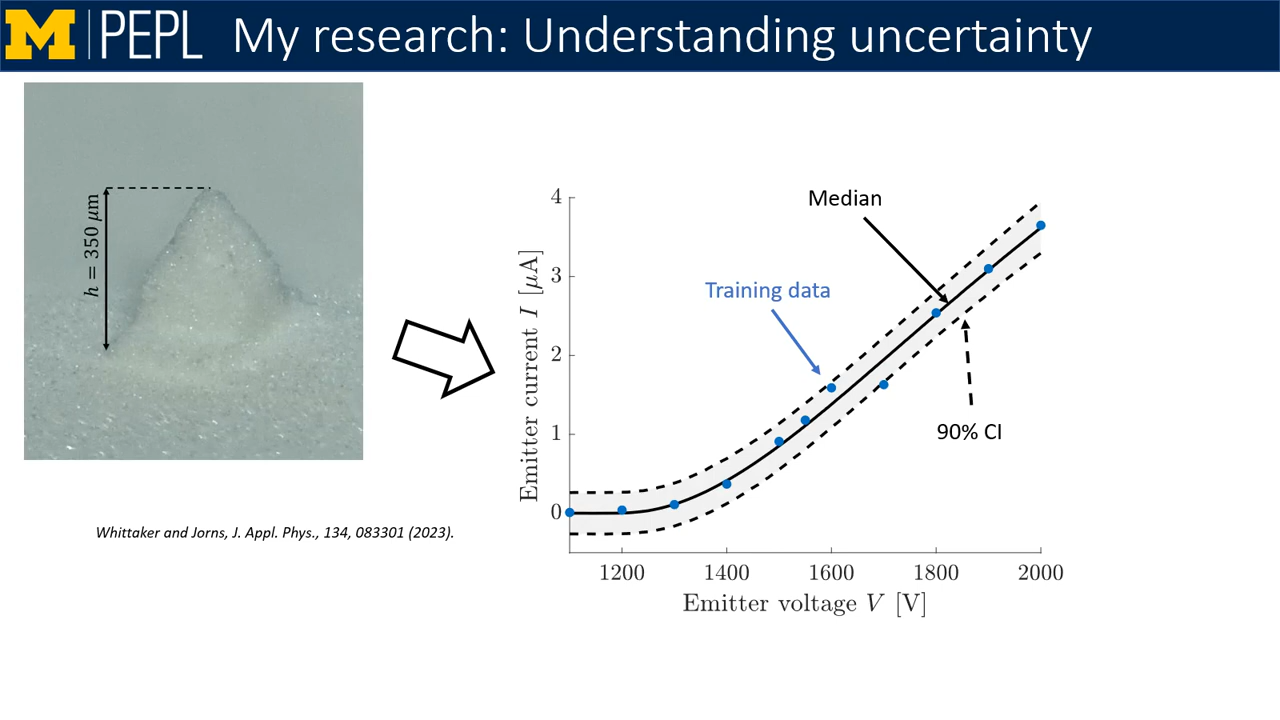 M PEPL My research: Understanding uncertainty
h = 350 μm
Whittaker and Jorns, J. Appl. Phys., 134, 083301 (2023).
Median
Training data
90% CI
Emitter current I [μA]
4
3
2
1
0
1200 1400 1600 1800 2000
Emitter voltage V [V]